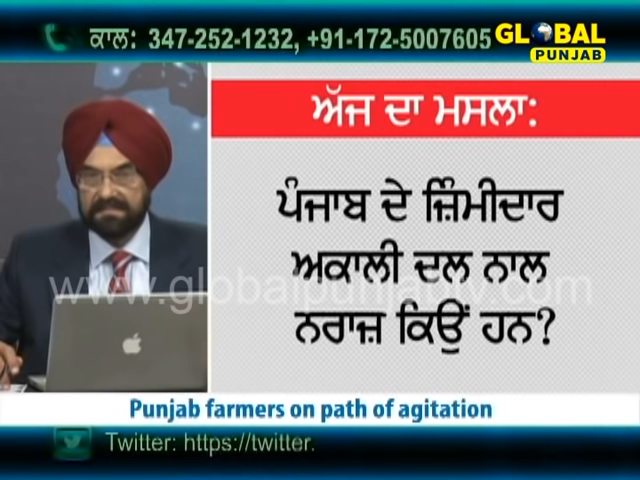 ਕਾਲ: 347-252-1232, +91-172-5007605
GLOBAL
PUNJAB
ਅੱਜ ਦਾ ਮਸਲਾ:
ਪੰਜਾਬ ਦੇ ਜ਼ਿੰਮੀਦਾਰ
ਅਕਾਲੀ ਦਲ ਨਾਲ
www.globalpunjabtv.com
ਨਰਾਜ਼ ਕਿਉਂ ਹਨ?
Punjab farmers on path of agitation
Twitter: https://twitter.